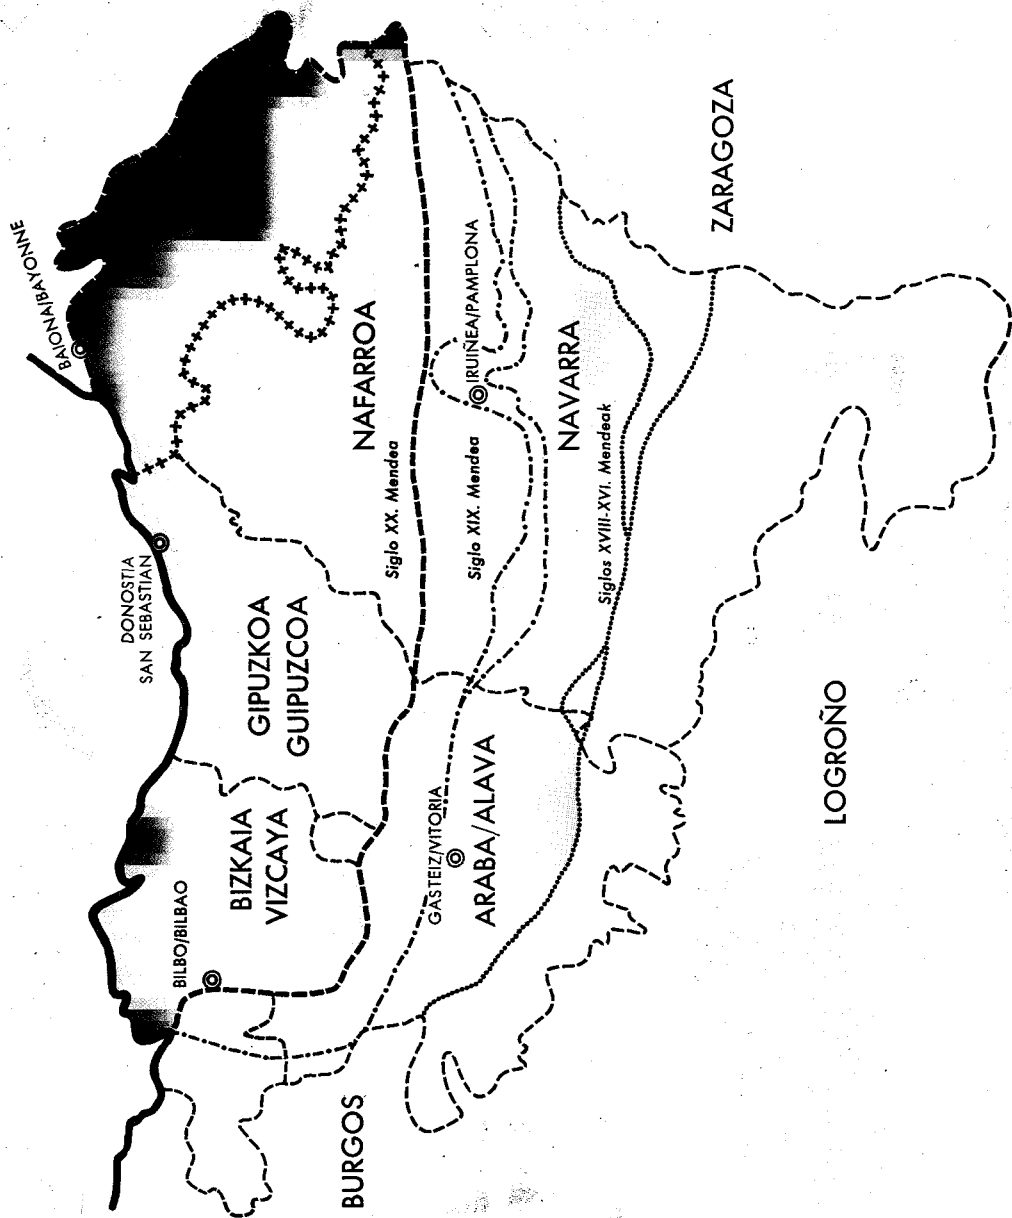 BAIONA/BAYONNE
DONOSTIA
SAN SEBASTIAN
BILBO/BILBAO
GIPUZKOA
GUIPUZCOA
BIZKAIA
VIZCAYA
NAFARROA
Siglo XX. Mendea
IRUIÑEA/PAMPLONA
Siglo XIX. Mendea
GASTEIZ/VITORIA
ARABA/ALAVA
NAVARRA
Siglos XVIII-XVI. Mendeak
ZARAGOZA
BURGOS
LOGROÑO